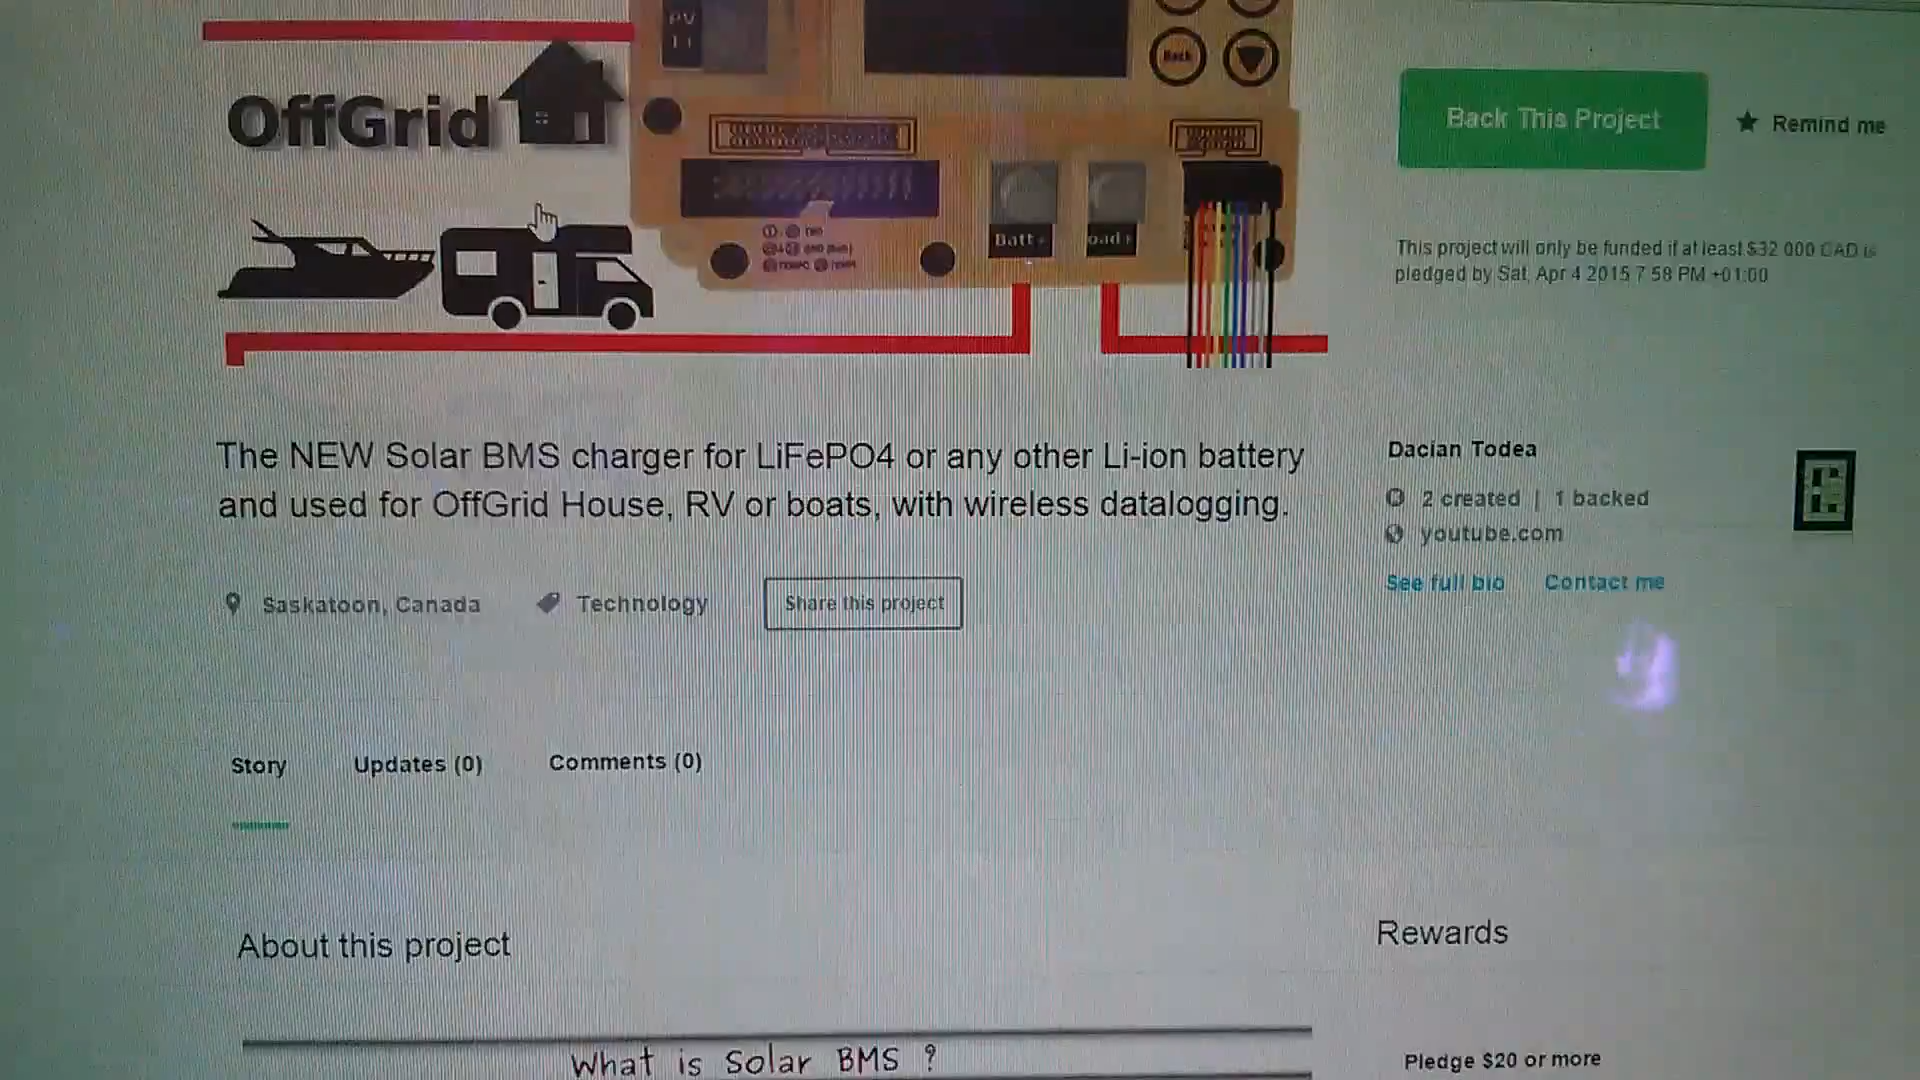 PV
Back
OffGrid
Back This Project
Remind me
Batt+
This project will only be funded if at least $32 000 CAD is
pledged by Sat, Apr 4 2015 7 58 PM +01:00
The NEW Solar BMS charger for LiFePO4 or any other Li-ion battery
and used for OffGrid House, RV or boats, with wireless datalogging.
Dacian Todea
2 created | 1 backed
youtube.com
See full bio
Contact me
Saskatoon, Canada
Technology
Share this project
Story
Updates (0)
Comments (0)
About this project
Rewards
What is Solar BMS ?
Pledge $20 or more